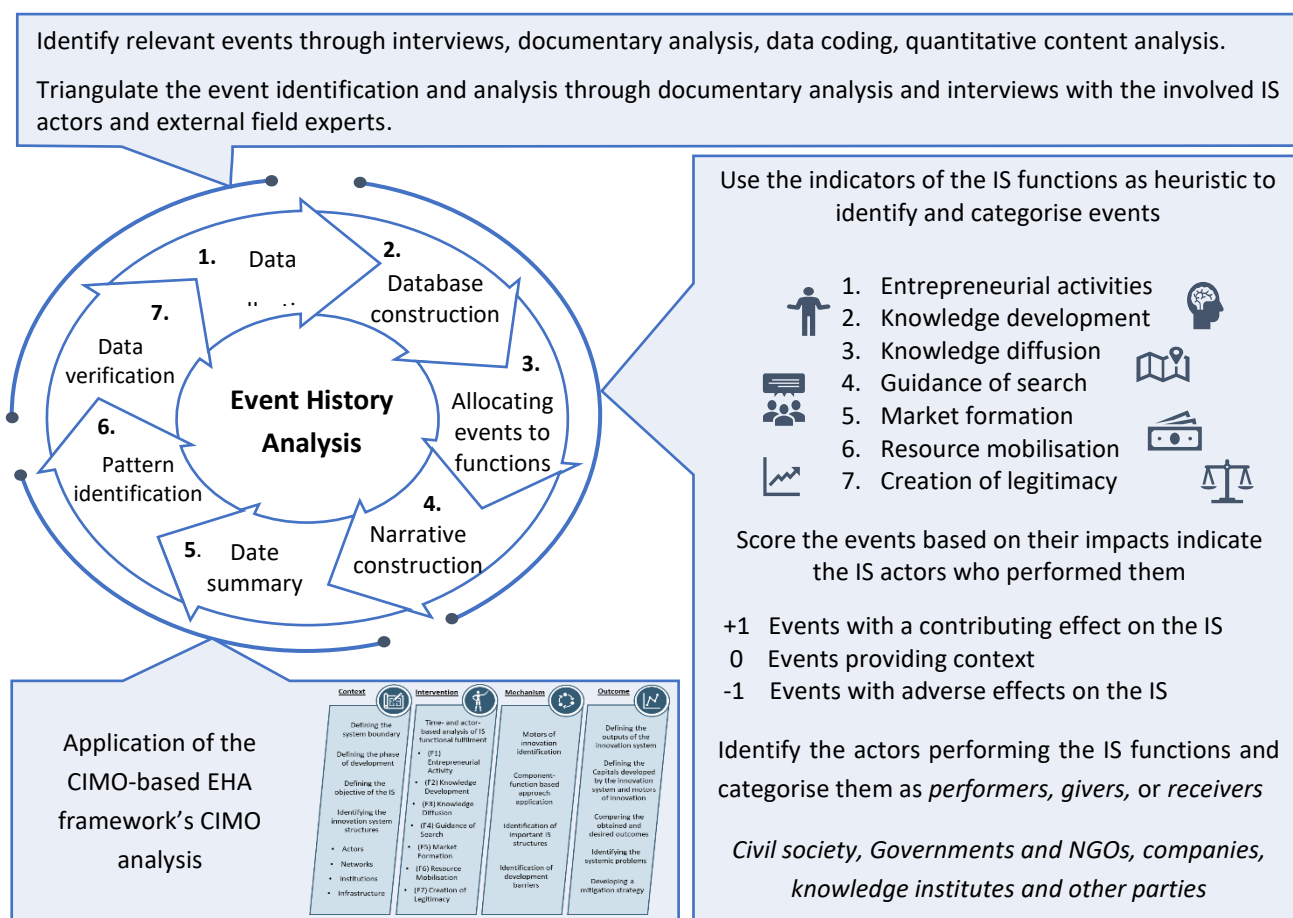 Identify relevant events through interviews, documentary analysis, data coding, quantitative content analysis.
Triangulate the event identification and analysis through documentary analysis and interviews with the involved IS
actors and external field experts.
1. Data
2.
Database
construction
3.
Allocating
events to
functions
4.
Narrative
construction
5. Date
summary
6.
Pattern
identification
7.
Data
verification
Event History
Analysis
Use the indicators of the IS functions as heuristic to
identify and categorise events
1. Entrepreneurial activities
2. Knowledge development
3. Knowledge diffusion
4. Guidance of search
5. Market formation
6. Resource mobilisation
7. Creation of legitimacy
Score the events based on their impacts indicate
the IS actors who performed them
+1 Events with a contributing effect on the IS
0 Events providing context
-1 Events with adverse effects on the IS
Identify the actors performing the IS functions and
categorise them as performers, givers, or receivers
Civil society, Governments and NGOs, companies,
knowledge institutes and other parties
Application of the
CIMO-based EHA
framework's CIMO
analysis
Context
Defining the
system boundary
Defining the phase
of development
Defining the
objective of the IS
Identifying the
innovation system
structures
• Actors
• Networks
• Institutions
• Infrastructure
Intervention
Time- and actor-
based analysis of IS
functional fulfilment
• (F1)
Entrepreneurial
Activity
• (F2) Knowledge
Development
• (F3) Knowledge
Diffusion
• (F4) Guidance of
Search
• (F5) Market
Formation
• (F6) Resource
Mobilisation
• (F7) Creation of
Legitimacy
Mechanism
Motors of
innovation
identification
Component-
function based
approach
application
Identification of
important IS
structures
Identification of
development
barriers
Outcome
Defining the
outputs of the
innovation system
Defining the
Capitals developed
by the innovation
system and motors
of innovation
Comparing the
obtained and
desired outcomes
Identifying the
systemic problems
Developing a
mitigation strategy